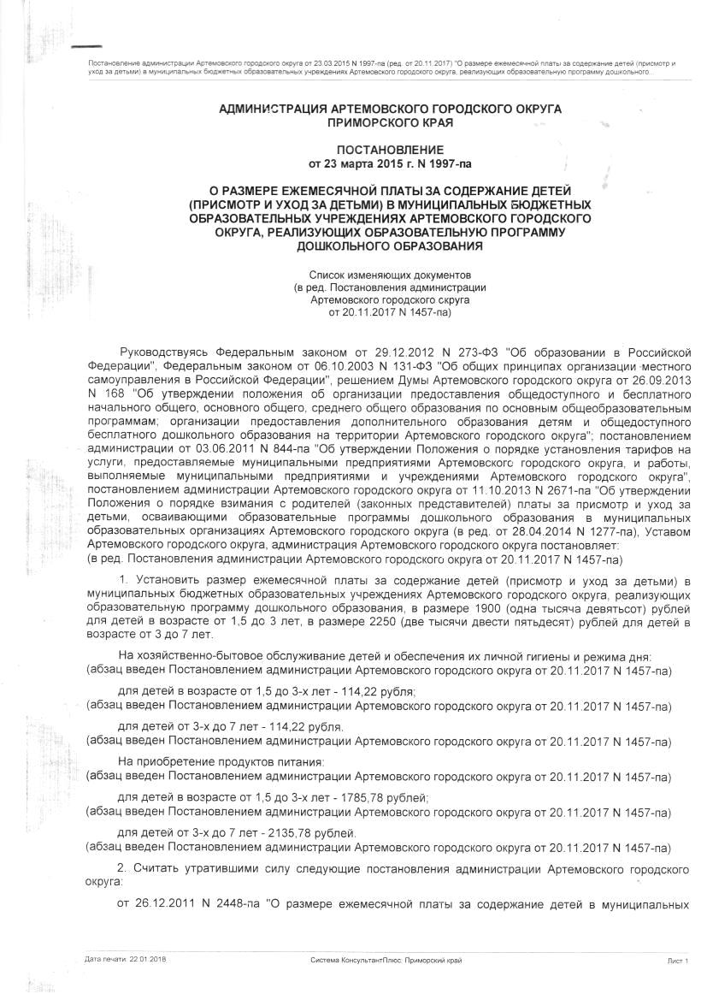 Постановление администрации Артемовского городского округа от 23.03.2015 N 1997-па (ред. от 20.11.2017) "О размере ежемесячной платы за содержание детей (присмотр и
уход за детьми) в муниципальных бюджетных образовательных учреждениях Артемовского городского округа, реализующих образовательную программу дошкольного...
АДМИНИСТРАЦИЯ АРТЕМОВСКОГО ГОРОДСКОГО ОКРУГА
ПРИМОРСКОГО КРАЯ
ПОСТАНОВЛЕНИЕ
от 23 марта 2015 г. N 1997-па
О РАЗМЕРЕ ЕЖЕМЕСЯЧНОЙ ПЛАТЫ ЗА СОДЕРЖАНИЕ ДЕТЕЙ
(ПРИСМОТР И УХОД ЗА ДЕТЬМИ) В МУНИЦИПАЛЬНЫХ БЮДЖЕТНЫХ
ОБРАЗОВАТЕЛЬНЫХ УЧРЕЖДЕНИЯХ АРТЕМОВСКОГО ГОРОДСКОГО
ОКРУГА, РЕАЛИЗУЮЩИХ ОБРАЗОВАТЕЛЬНУЮ ПРОГРАММУ
ДОШКОЛЬНОГО ОБРАЗОВАНИЯ
Список изменяющих документов
(в ред. Постановления администрации
Артемовского городского округа
от 20.11.2017 N 1457-па)
Руководствуясь Федеральным законом от 29.12.2012 N 273-ФЗ "Об образовании в Российской
Федерации", Федеральным законом от 06.10.2003 N 131-ФЗ "Об общих принципах организации местного
самоуправления в Российской Федерации", решением Думы Артемовского городского округа от 26.09.2013
N 168 "Об утверждении положения об организации предоставления общедоступного и бесплатного
начального общего, основного общего, среднего общего образования по основным общеобразовательным
программам; организации предоставления дополнительного образования детям и общедоступного
бесплатного дошкольного образования на территории Артемовского городского округа"; постановлением
администрации от 03.06.2011 N 844-па "Об утверждении Положения о порядке установления тарифов на
услуги, предоставляемые муниципальными предприятиями Артемовского городского округа, и работы,
выполняемые муниципальными предприятиями и учреждениями Артемовского городского округа",
постановлением администрации Артемовского городского округа от 11.10.2013 N 2671-па "Об утверждении
Положения о порядке взимания с родителей (законных представителей) платы за присмотр и уход за
детьми, осваивающими образовательные программы дошкольного образования в муниципальных
образовательных организациях Артемовского городского округа (в ред. от 28.04.2014 N 1277-па), Уставом
Артемовского городского округа, администрация Артемовского городского округа постановляет:
(в ред. Постановления администрации Артемовского городского округа от 20.11.2017 N 1457-па)
1. Установить размер ежемесячной платы за содержание детей (присмотр и уход за детьми) в
муниципальных бюджетных образовательных учреждениях Артемовского городского округа, реализующих
образовательную программу дошкольного образования, в размере 1900 (одна тысяча девятьсот) рублей
для детей в возрасте от 1,5 до 3 лет, в размере 2250 (две тысячи двести пятьдесят) рублей для детей в
возрасте от 3 до 7 лет.
На хозяйственно-бытовое обслуживание детей и обеспечения их личной гигиены и режима дня:
(абзац введен Постановлением администрации Артемовского городского округа от 20.11.2017 N 1457-па)
для детей в возрасте от 1,5 до 3-х лет - 114,22 рубля;
(абзац введен Постановлением администрации Артемовского городского округа от 20.11.2017 N 1457-па)
для детей от 3-х до 7 лет - 114,22 рубля.
(абзац введен Постановлением администрации Артемовского городского округа от 20.11.2017 N 1457-па)
На приобретение продуктов питания:
(абзац введен Постановлением администрации Артемовского городского округа от 20.11.2017 N 1457-па)
для детей в возрасте от 1,5 до 3-х лет - 1785,78 рублей;
(абзац введен Постановлением администрации Артемовского городского округа от 20.11.2017 N 1457-па)
для детей от 3-х до 7 лет - 2135,78 рублей.
(абзац введен Постановлением администрации Артемовского городского округа от 20.11.2017 N 1457-па)
2. Считать утратившими силу следующие постановления администрации Артемовского городского
округа:
от 26.12.2011 N 2448-па "О размере ежемесячной платы за содержание детей в муниципальных
Дата печати: 22.01.2018 Система КонсультантПлюс: Приморский край Лист 1